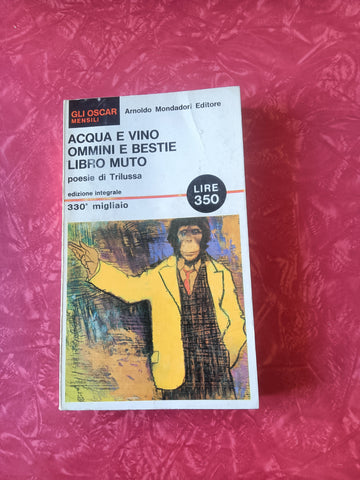 GLI OSCAR
MENSILI
Arnoldo Mondadori Editore
ACQUA E VINO
OMMINI E BESTIE
LIBRO MUTO
poesie di Trilussa
edizione integrale
330° migliaio
LIRE
350